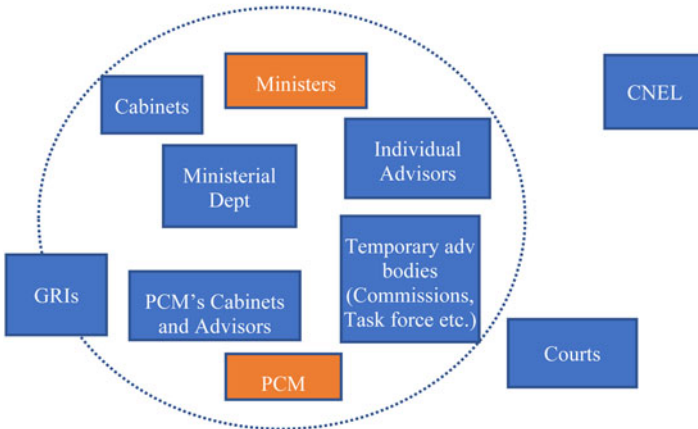 Ministers
CNEL
Cabinets
Individual
Advisors
Ministerial
Dept
Temporary adv
bodies
(Commissions,
Task force etc.)
GRIs
PCM’s Cabinets
and Advisors
Courts
PCM